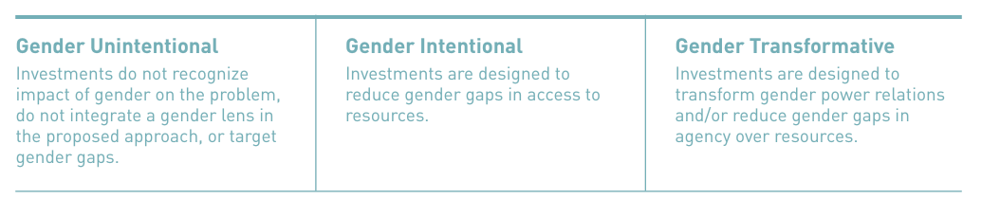 Gender Unintentional
Investments do not recognize
impact of gender on the problem,
do not integrate a gender lens in
the proposed approach, or target
gender gaps.
Gender Intentional
Investments are designed to
reduce gender gaps in access to
resources.
Gender Transformative
Investments are designed to
transform gender power relations
and/or reduce gender gaps in
agency over resources.